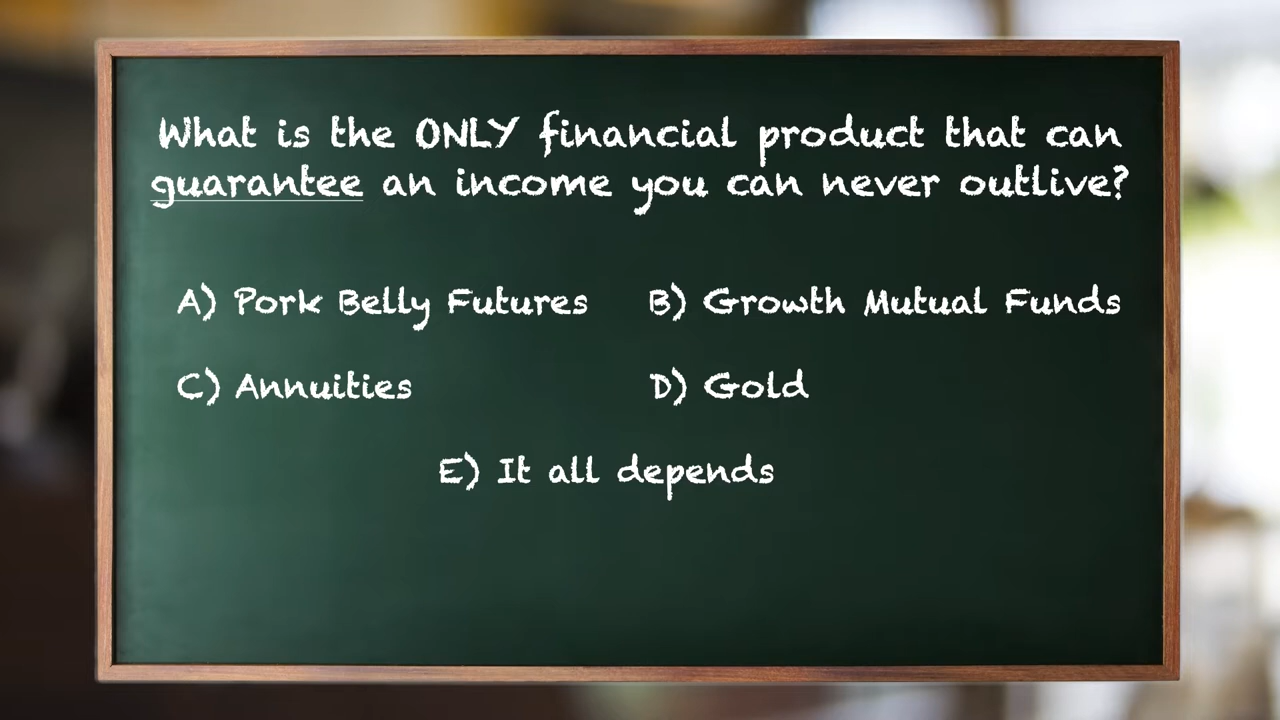 What is the ONLY financial product that can
guarantee an income you can never outlive?
A) Pork Belly Futures B) Growth Mutual Funds
C) Annuities D) Gold
E) It all depends